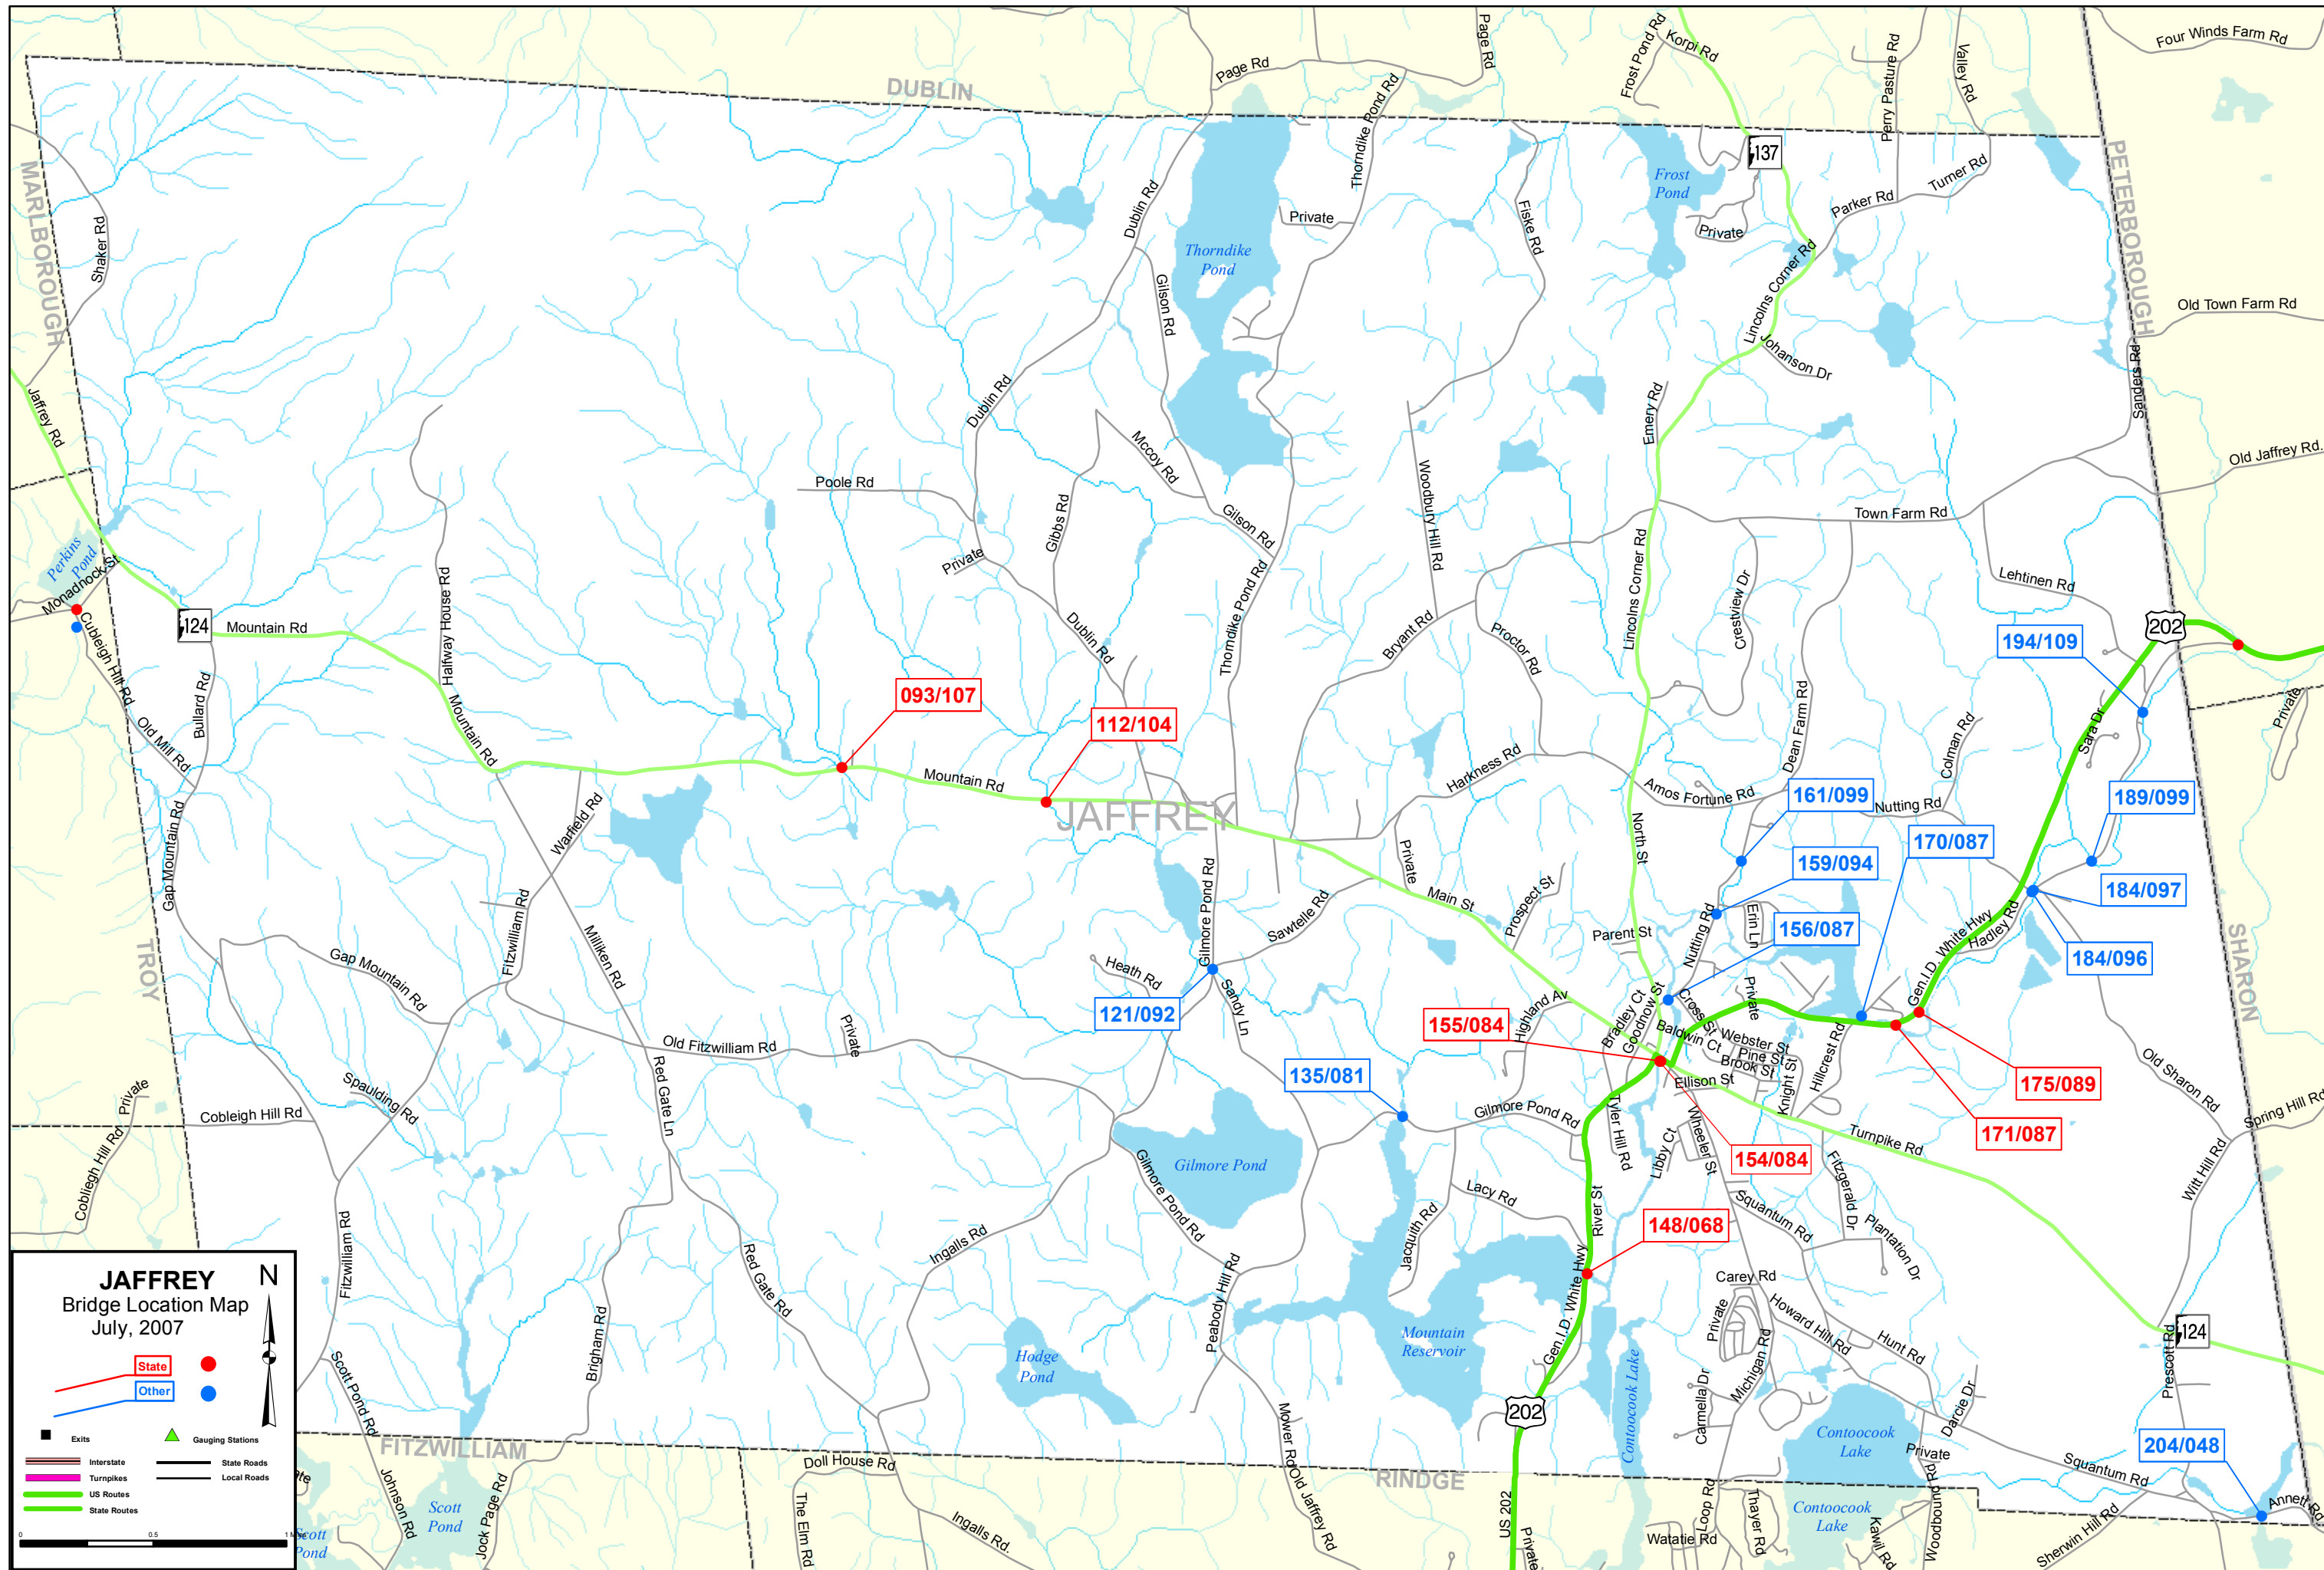 Page Rd
Frost Pond Rd
Korpi Rd
Perry Pasture Rd
Valley Rd
Four Winds Farm Rd
DUBLIN
Page Rd
Thorndike Pond Rd
137
MARLBOROUGH
Shaker Rd
Dublin Rd
Private
Fiske Rd
Frost
Pond
Private
Parker Rd
Turner Rd
PETERBOROUGH
Thorndike
Pond
Gilson Rd
Lincolns Corner Rd
Johanson Dr
Old Town Farm Rd
Sanders Rd
Jaffrey Rd
Dublin Rd
Emery Rd
Mccoy Rd
Old Jaffrey Rd.
Poole Rd
Woodbury Hill Rd
Gibbs Rd
Gilson Rd
Town Farm Rd
Perkins
Pond
Private
Lincolns Corner Rd
Crestview Dr
Lehtinen Rd
Monadnock St
Halfway House Rd
Thorndike Pond Rd
Cubleigh Hill Rd
124
Mountain Rd
Dublin Rd
Bryant Rd
Proctor Rd
194/109
202
Bullard Rd
093/107
112/104
Old Mill Rd
Mountain Rd
Dean Farm Rd
Colman Rd
Sara Dr
Private
Mountain Rd
Harkness Rd
Amos Fortune Rd
161/099
Nutting Rd
189/099
JAFFREY
Gap Mountain Rd
Warfield Rd
North St
170/087
159/094
Private
Gilmore Pond Rd
Main St
Prospect St
184/097
Fitzwilliam Rd
Sawtelle Rd
Parent St
Nutting Rd
Erin Ln
156/087
Gen.I.D. White Hwy
Hadley Rd
184/096
SHARON
TROY
Gap Mountain Rd
Milliken Rd
Heath Rd
121/092
Sandy Ln
Highland Av
155/084
Bradley Ct
Goodnow St
Cross St
Private
Baldwin Ct
Webster St
Pine St
Brook St
Hillcrest Rd
Old Fitzwilliam Rd
Private
Red Gate Ln
135/081
Ellison St
Knight St
175/089
Old Sharon Rd
Private
Spaulding Rd
Cobleigh Hill Rd
Gilmore Pond Rd
Tyler Hill Rd
Wheeler St
Turnpike Rd
171/087
Spring Hill Rd
Cobliegh Hill Rd
Gilmore Pond
Libby Ct
154/084
Fitzgerald Dr
Witt Hill Rd
Gilmore Pond Rd
Lacy Rd
River St
Squantum Rd
Plantation Dr
Fitzwilliam Rd
Red Gate Rd
Ingalls Rd
Jacquith Rd
148/068
Peabody Hill Rd
Gen.I.D. White Hwy
Carey Rd
Private
Howard Hill Rd
Hunt Rd
Mountain
Reservoir
124
Prescott Rd
Scott Pond Rd
Brigham Rd
Hodge
Pond
Contoocook Lake
Michigan Rd
Carmella Dr
Darcie Dr
202
Contoocook
Lake
Private
Mower Rd
FITZWILLIAM
RINDGE
Doll House Rd
Squantum Rd
204/048
Annett Rd
Johnson Rd
Scott
Pond
Jock Page Rd
The Elm Rd
Ingalls Rd.
Old Jaffrey Rd
US 202
Private
Loop Rd
Watatie Rd
Thayer Rd
Contoocook
Lake
Kawil Rd
Woodbound Rd
Sherwin Hill Rd
Scott
Pond
JAFFREY
N
Bridge Location Map
July, 2007
State
Other
Exits
Gauging Stations
Interstate
State Roads
Turnpikes
Local Roads
US Routes
State Routes
0
0.5